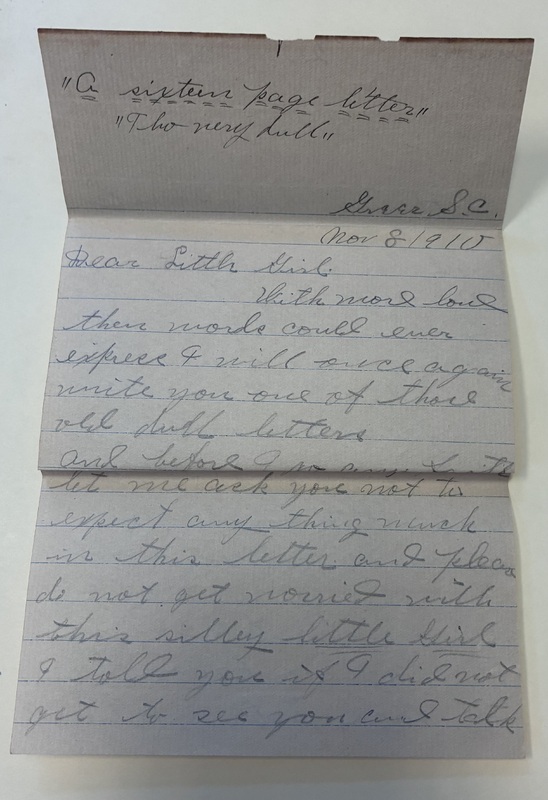 "A sixteen page letter"
"Tho very dull"
Greer S.C.
Nov 8 1910
Dear Little Girl.
With more love
then words could ever
express I will once again
write you one of those
old dull letters
and before I go any
let me ask you not to
expect any thing much
in this letter and please
do not get worried with
this silley little Girl
I told you if I did not
get to see you and talk